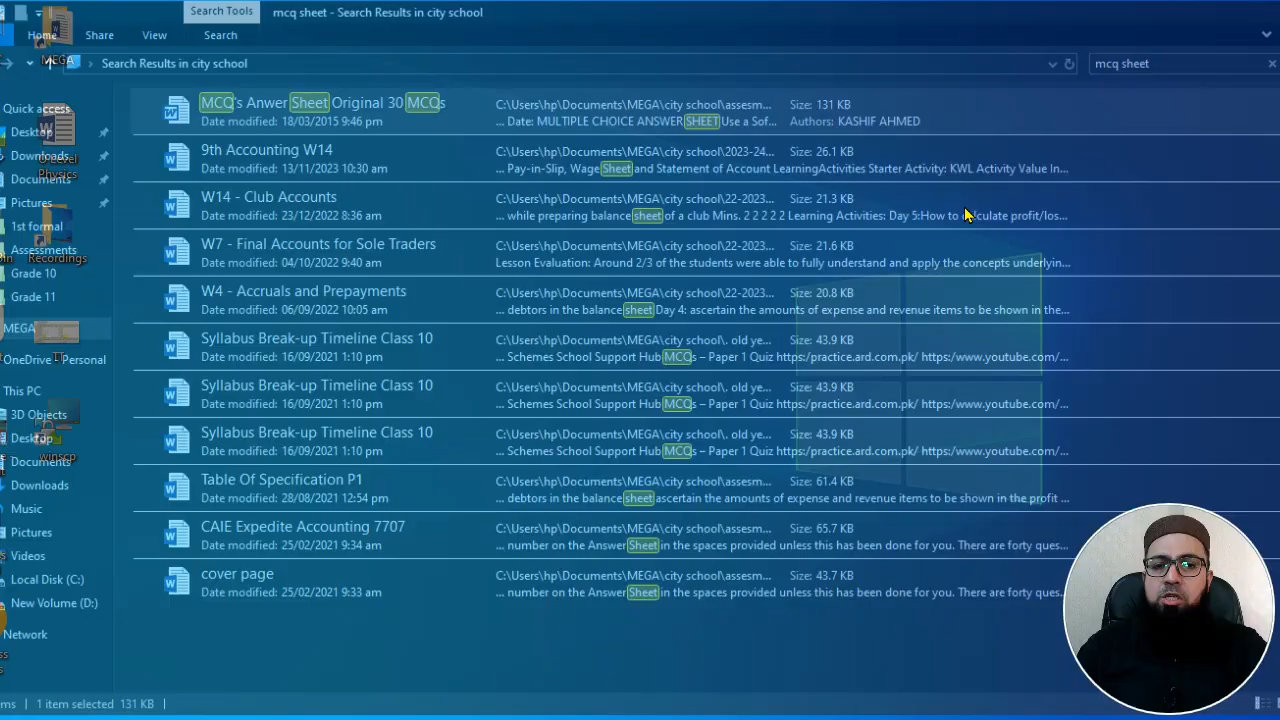 Search Tools
mcq sheet - Search Results in city school
Home
Share
View
Search
MEGA
Search Results in city school
mcq sheet
Quick access
Desktop
Downloads
O Level
Physics
Documents
Pictures
1st formal
Assessments
Recordings
Grade 10
Grade 11
MEGA
OneDrive
Personal
This PC
3D Objects
Desktop
winscp
Documents
Downloads
Music
Pictures
Videos
Local Disk (C:)
New Volume (D:)
Network
MCQ's Anwer Sheet Original 30 MCQs
C:\Users\hp\Documents\MEGA\city school\assesm...
Size: 131 KB
Date modified: 18/03/2015 9:46 pm
... Date: MULTIPLE CHOICE ANSWER SHEET Use a Sof...
Authors: KASHIF AHMED
9th Accounting W14
C:\Users\hp\Documents\MEGA\city school\2023-24...
Size: 26.1 KB
Date modified: 13/11/2023 10:30 am
... Pay-in-Slip, Wage Sheet and Statement of Account LearningActivities Starter Activity: KWL Activity Value In...
W14 - Club Accounts
C:\Users\hp\Documents\MEGA\city school\22-2023...
Size: 21.3 KB
Date modified: 23/12/2022 8:36 am
... while preparing balance sheet of a club Mins. 2 2 2 2 2 Learning Activities: Day 5:How to calculate profit/los...
W7 - Final Accounts for Sole Traders
C:\Users\hp\Documents\MEGA\city school\22-2023...
Size: 21.6 KB
Date modified: 04/10/2022 9:40 am
Lesson Evaluation: Around 2/3 of the students were able to fully understand and apply the concepts underlyin...
W4 - Accruals and Prepayments
C:\Users\hp\Documents\MEGA\city school\22-2023...
Size: 20.8 KB
Date modified: 06/09/2022 10:05 am
... debtors in the balance sheet Day 4: ascertain the amounts of expense and revenue items to be shown in the...
Syllabus Break-up Timeline Class 10
C:\Users\hp\Documents\MEGA\city school\. old ye...
Size: 43.9 KB
Date modified: 16/09/2021 1:10 pm
... Schemes School Support Hub MCQs – Paper 1 Quiz https:/practice.ard.com.pk/ https:/www.youtube.com/...
Syllabus Break-up Timeline Class 10
C:\Users\hp\Documents\MEGA\city school\. old ye...
Size: 43.9 KB
Date modified: 16/09/2021 1:10 pm
... Schemes School Support Hub MCQs – Paper 1 Quiz https:/practice.ard.com.pk/ https:/www.youtube.com/...
Syllabus Break-up Timeline Class 10
C:\Users\hp\Documents\MEGA\city school\. old ye...
Size: 43.9 KB
Date modified: 16/09/2021 1:10 pm
... Schemes School Support Hub MCQs – Paper 1 Quiz https:/practice.ard.com.pk/ https:/www.youtube.com/...
Table Of Specification P1
C:\Users\hp\Documents\MEGA\city school\assesm...
Size: 61.4 KB
Date modified: 28/08/2021 12:54 pm
... debtors in the balance sheet ascertain the amounts of expense and revenue items to be shown in the profit ...
CAIE Expedite Accounting 7707
C:\Users\hp\Documents\MEGA\city school\assesm...
Size: 65.7 KB
Date modified: 25/02/2021 9:34 am
... number on the Answer Sheet in the spaces provided unless this has been done for you. There are forty ques...
cover page
C:\Users\hp\Documents\MEGA\city school\assesm...
Size: 43.7 KB
Date modified: 25/02/2021 9:33 am
... number on the Answer Sheet in the spaces provided unless this has been done for you. There are forty ques...
1 item selected 131 KB